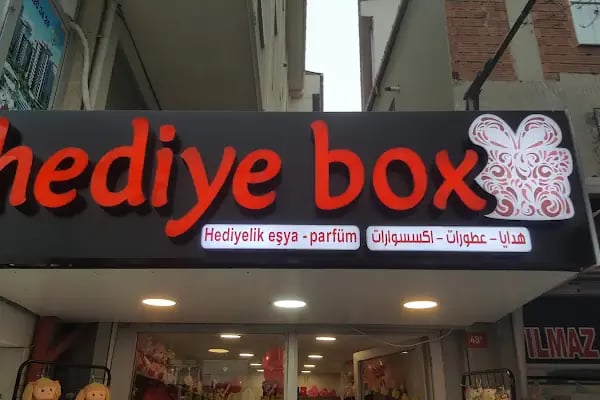 hediye box
Hediyelik eşya - parfüm
هدايا - عطورات - اكسسوارات
ILMAZ